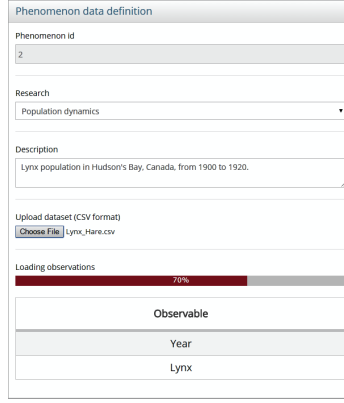 Phenomenon data definition
Phenomenon id
2
Research
Population dynamics
Description
Lynx population in Hudson's Bay, Canada, from 1900 to 1920.
Upload dataset (CSV format)
Choose File Lynx_Hare.csv
Loading observations
70%
Observable
Year
Lynx